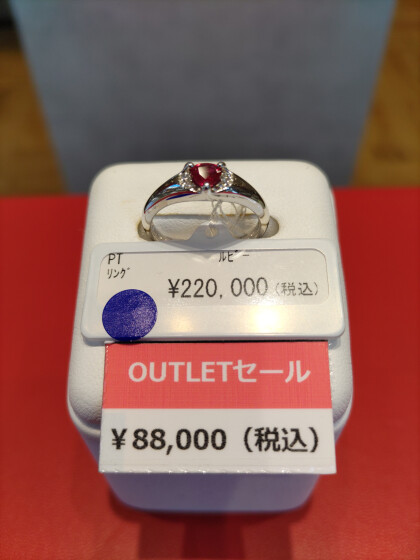 PT ルビー
リング
¥220,000(税込)
OUTLETセール
¥88,000(税込)